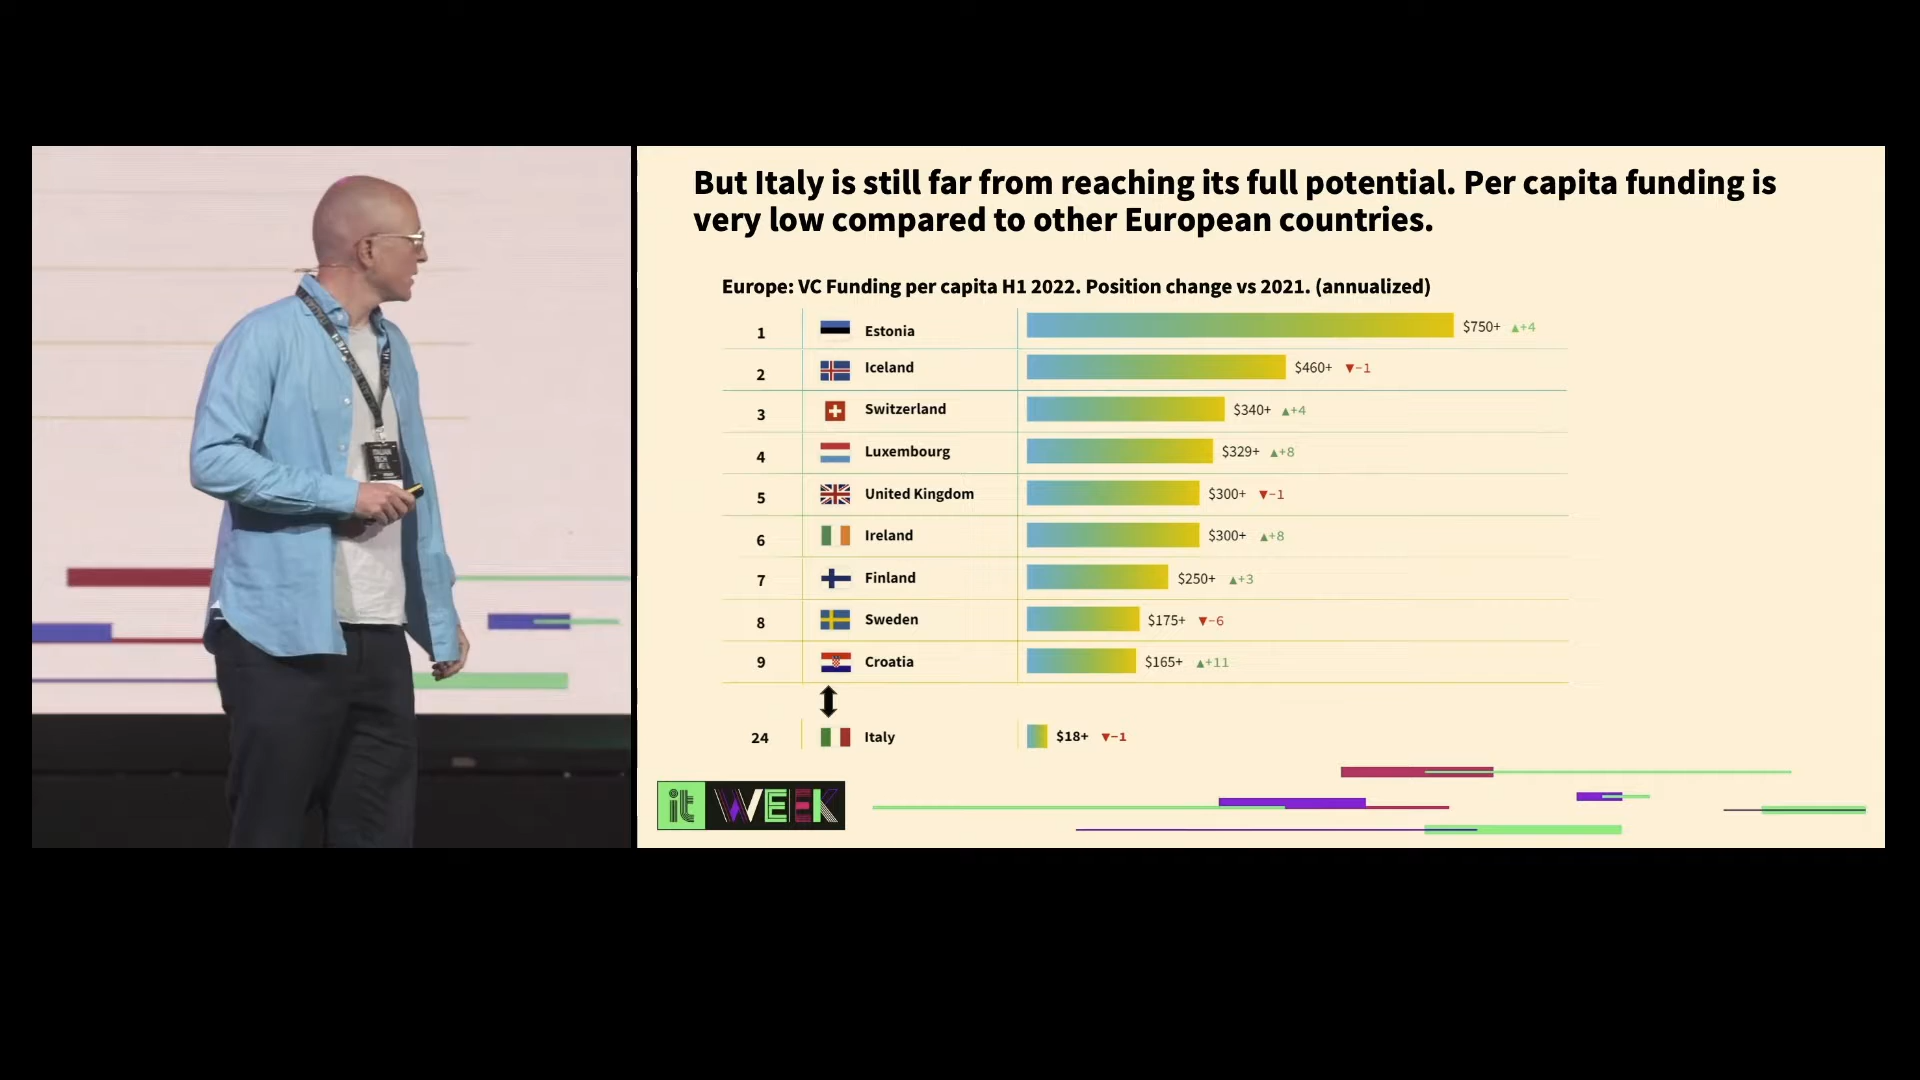 But Italy is still far from reaching its full potential. Per capita funding is
very low compared to other European countries.
Europe: VC Funding per capita H1 2022. Position change vs 2021. (annualized)
1 Estonia $750+ ▲+4
2 Iceland $460+ ▼-1
3 Switzerland $340+ ▲+4
4 Luxembourg $329+ ▲+8
5 United Kingdom $300+ ▼-1
6 Ireland $300+ ▲+8
7 Finland $250+ ▲+3
8 Sweden $175+ ▼-6
9 Croatia $165+ ▲+11
24 Italy $18+ ▼-1
it WEEK